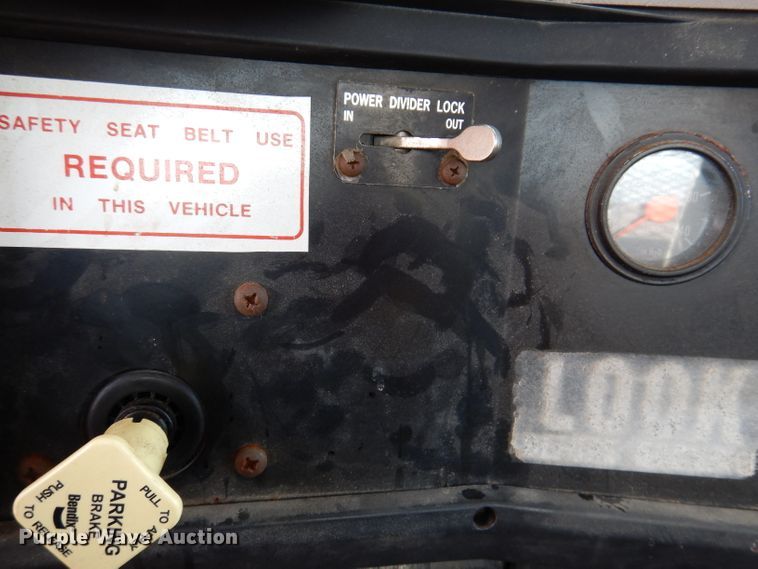 POWER DIVIDER LOCK
IN OUT
SAFETY SEAT BELT USE
REQUIRED
IN THIS VEHICLE
LOOK
PULL TO
PARKING
BRAKE
Bendix
PUSH
TO RELEASE
Purple Wave Auction